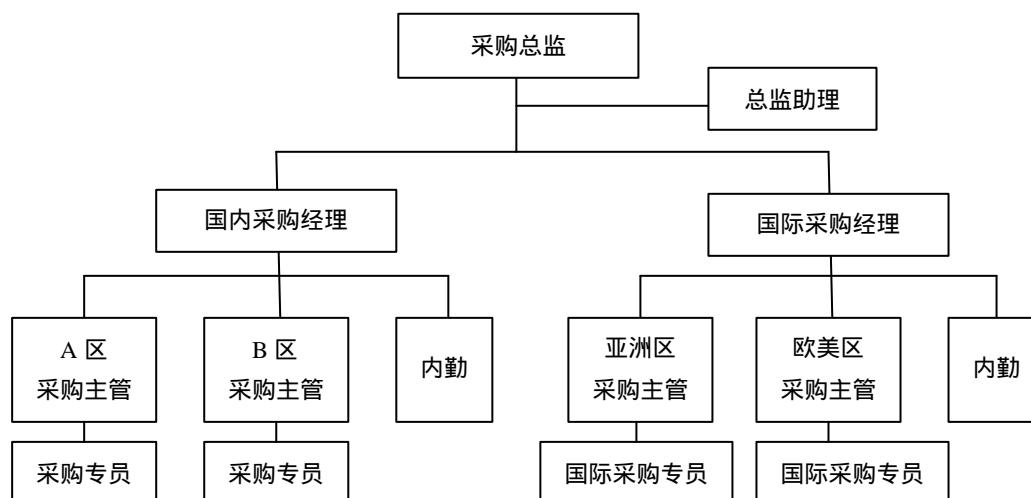 采购总监
总监助理
国内采购经理
国际采购经理
A 区
采购主管
B 区
采购主管
内勤
亚洲区
采购主管
欧美区
采购主管
内勤
采购专员
采购专员
国际采购专员
国际采购专员